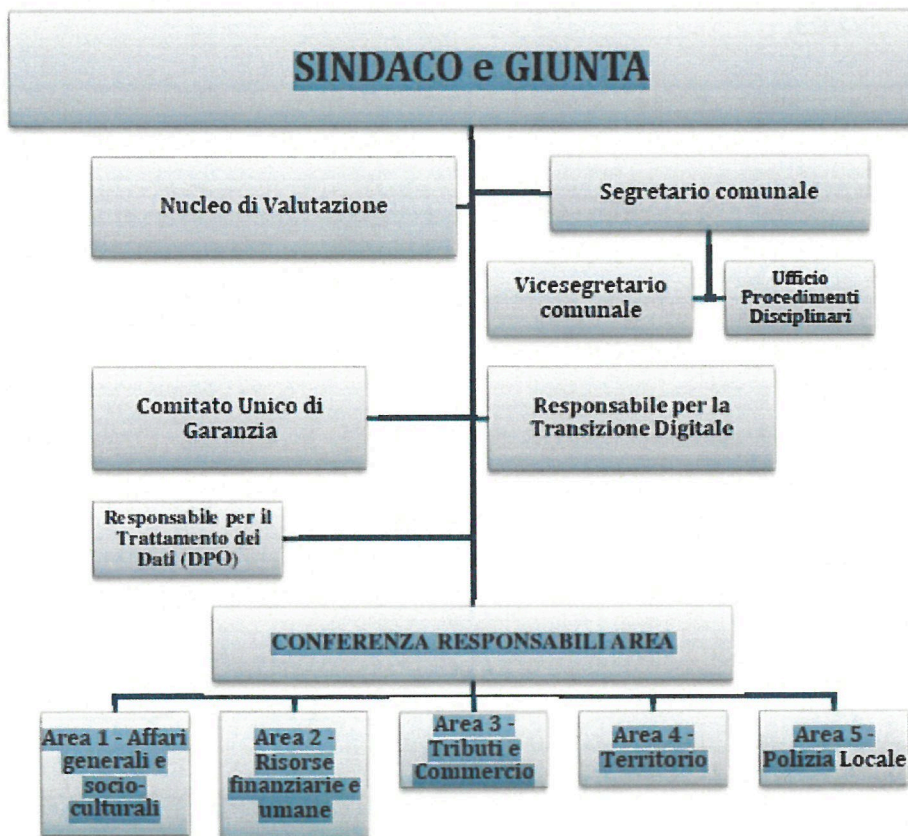 SINDACO e GIUNTA
Nucleo di Valutazione
Segretario comunale
Vicesegretario
comunale
Ufficio
Procedimenti
Disciplinari
Comitato Unico di
Garanzia
Responsabile per la
Transizione Digitale
Responsabile per il
Trattamento dei
Dati (DPO)
CONFERENZA RESPONSABILI AREA
Area 1 - Affari
generali e
socio-
culturali
Area 2 -
Risorse
finanziarie e
umane
Area 3 -
Tributi e
Commercio
Area 4 -
Territorio
Area 5 -
Polizia Locale